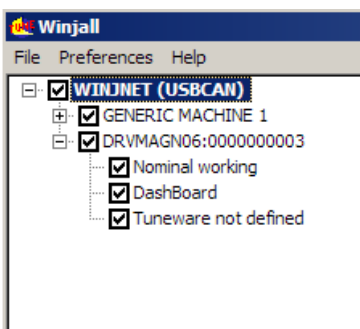 Winjall
File Preferences Help
WINJNET (USBCAN)
GENERIC MACHINE 1
DRVMAGN06:0000000003
Nominal working
DashBoard
Tuneware not defined